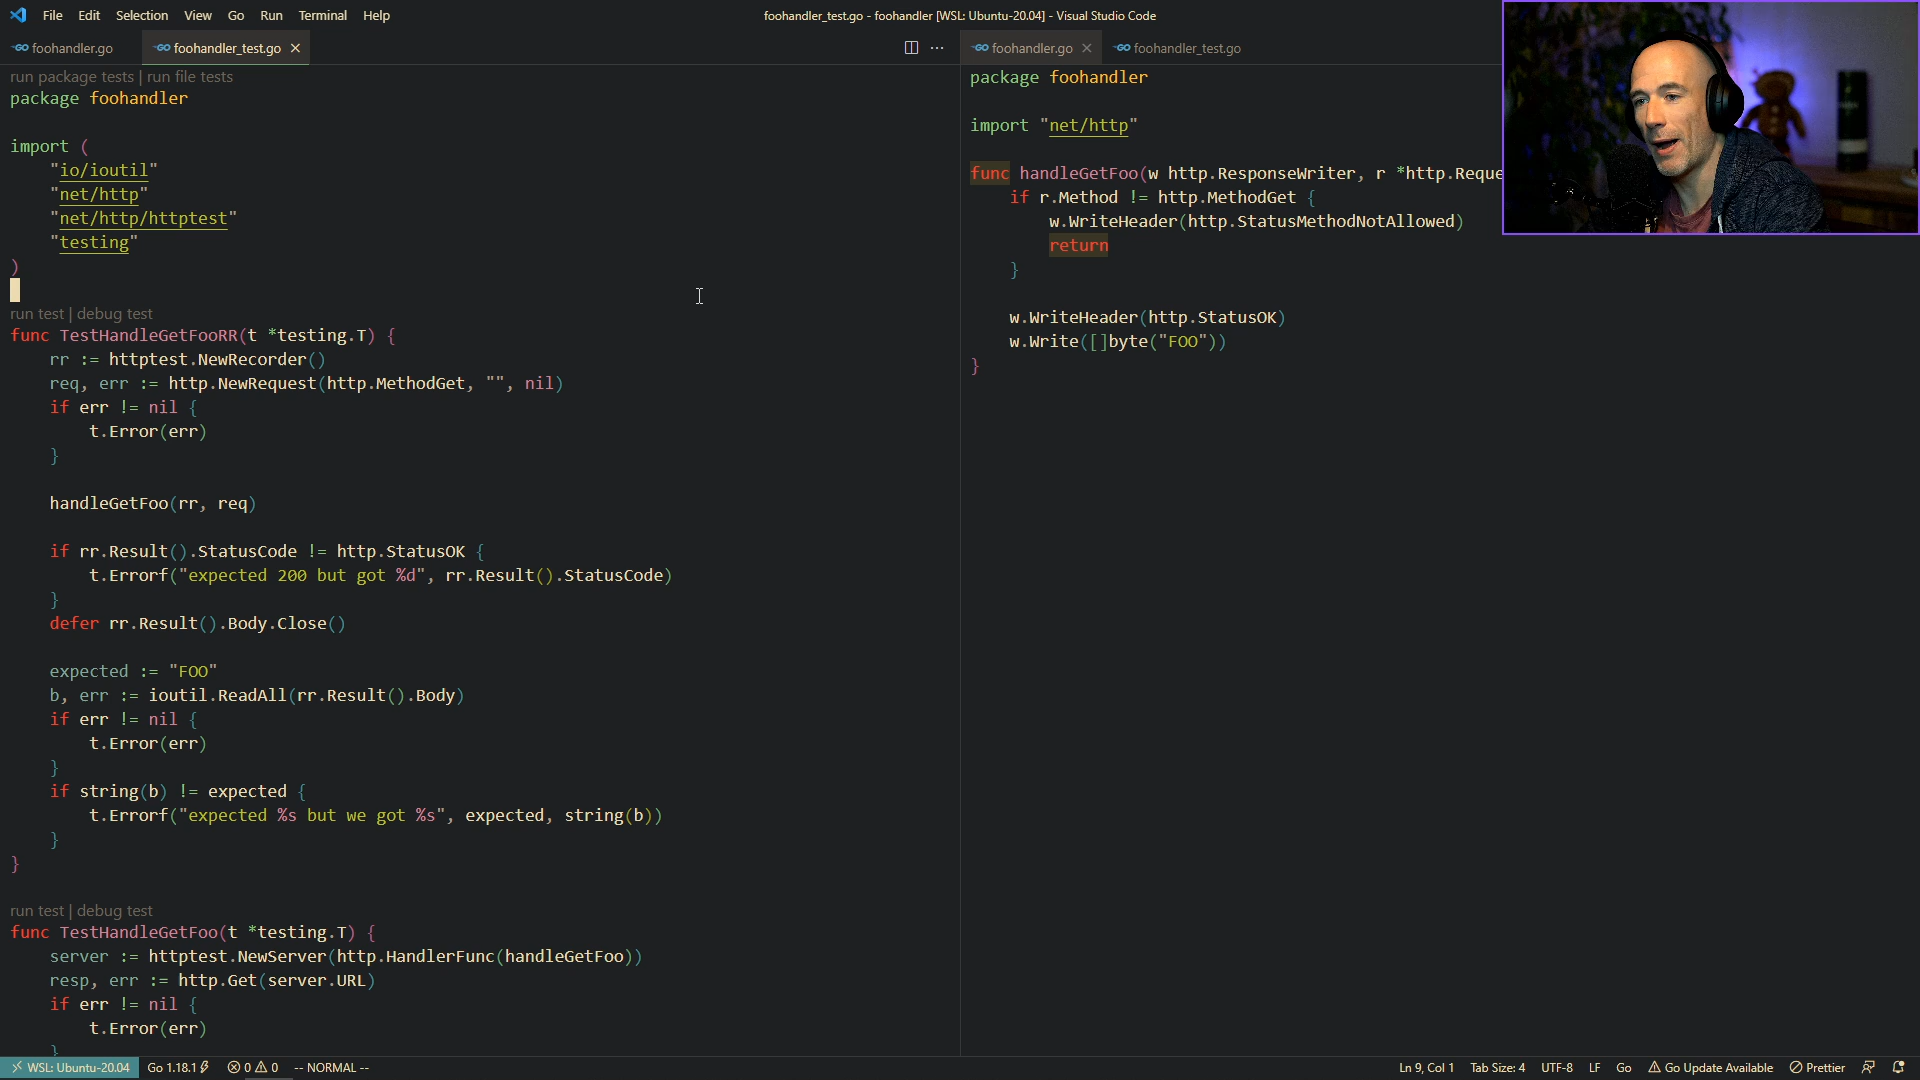 File Edit Selection View Go Run Terminal Help
foohandler_test.go - foohandler [WSL: Ubuntu-20.04] - Visual Studio Code
foohandler.go foohandler_test.go
run package tests | run file tests
package foohandler
import (
"io/ioutil"
"net/http"
"net/http/httptest"
"testing"
)
run test | debug test
func TestHandleGetFooRR(t *testing.T) {
rr := httptest.NewRecorder()
req, err := http.NewRequest(http.MethodGet, "", nil)
if err != nil {
t.Error(err)
}
handleGetFoo(rr, req)
if rr.Result().StatusCode != http.StatusOK {
t.Errorf("expected 200 but got %d", rr.Result().StatusCode)
}
defer rr.Result().Body.Close()
expected := "FOO"
b, err := ioutil.ReadAll(rr.Result().Body)
if err != nil {
t.Error(err)
}
if string(b) != expected {
t.Errorf("expected %s but we got %s", expected, string(b))
}
}
run test | debug test
func TestHandleGetFoo(t *testing.T) {
server := httptest.NewServer(http.HandlerFunc(handleGetFoo))
resp, err := http.Get(server.URL)
if err != nil {
t.Error(err)
}
foohandler.go foohandler_test.go
package foohandler
import "net/http"
func handleGetFoo(w http.ResponseWriter, r *http.Reque
if r.Method != http.MethodGet {
w.WriteHeader(http.StatusMethodNotAllowed)
return
}
w.WriteHeader(http.StatusOK)
w.Write([]byte("FOO"))
}
WSL: Ubuntu-20.04 Go 1.18.1 0 0 -- NORMAL -- Ln 9, Col 1 Tab Size: 4 UTF-8 LF Go Go Update Available Prettier